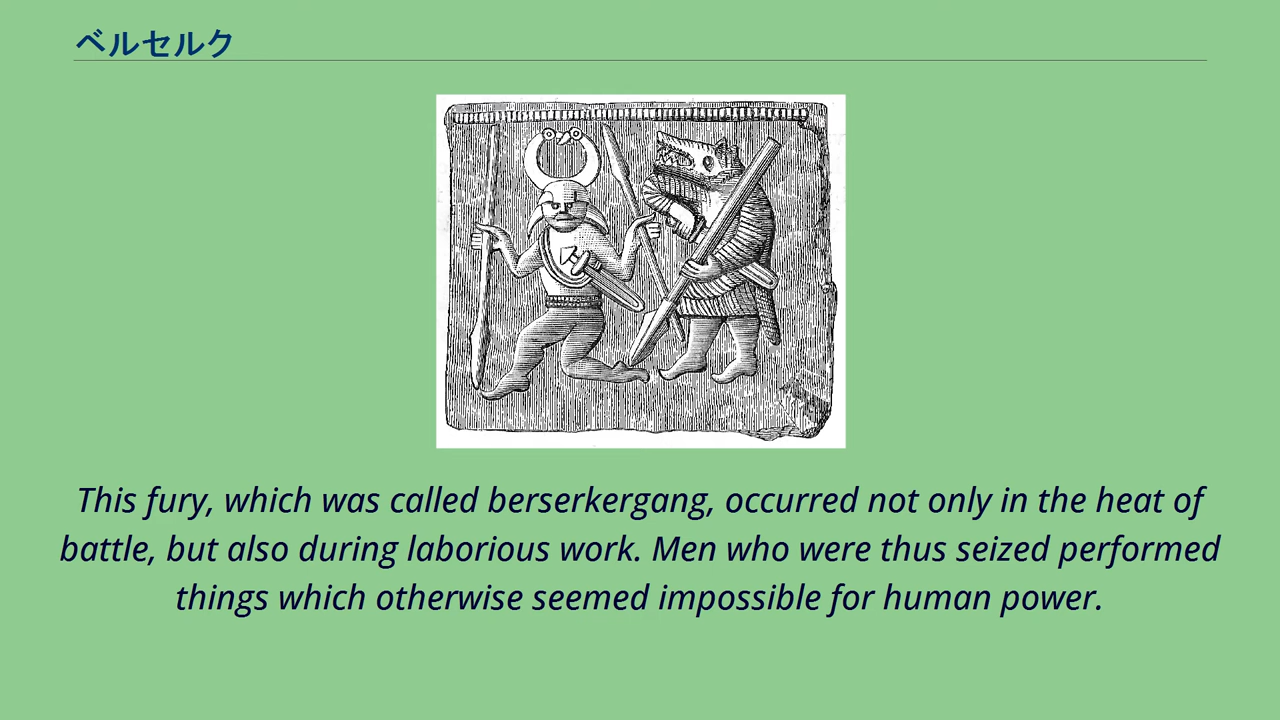 ベルセルク
This fury, which was called berserkergang, occurred not only in the heat of
battle, but also during laborious work. Men who were thus seized performed
things which otherwise seemed impossible for human power.